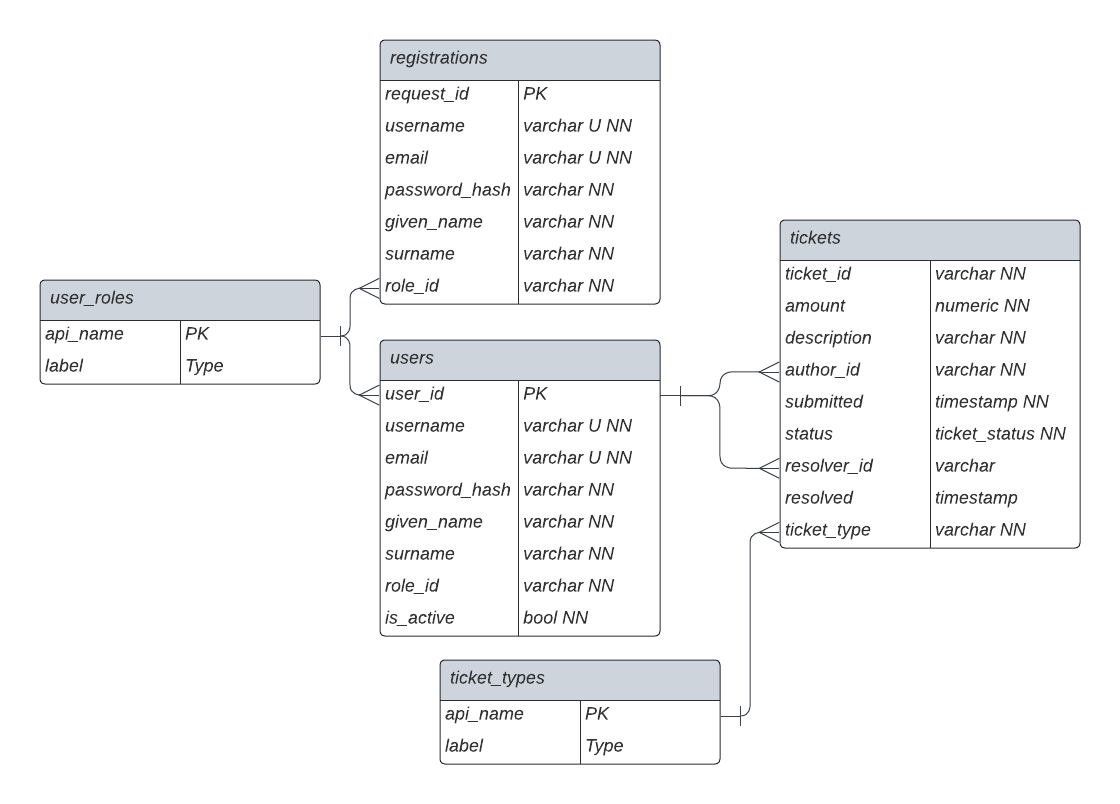 registrations
request_id PK
username varchar U NN
email varchar U NN
password_hash varchar NN
given_name varchar NN
surname varchar NN
role_id varchar NN
user_roles
api_name PK
label Type
users
user_id PK
username varchar U NN
email varchar U NN
password_hash varchar NN
given_name varchar NN
surname varchar NN
role_id varchar NN
is_active bool NN
tickets
ticket_id varchar NN
amount numeric NN
description varchar NN
author_id varchar NN
submitted timestamp NN
status ticket_status NN
resolver_id varchar
resolved timestamp
ticket_type varchar NN
ticket_types
api_name PK
label Type